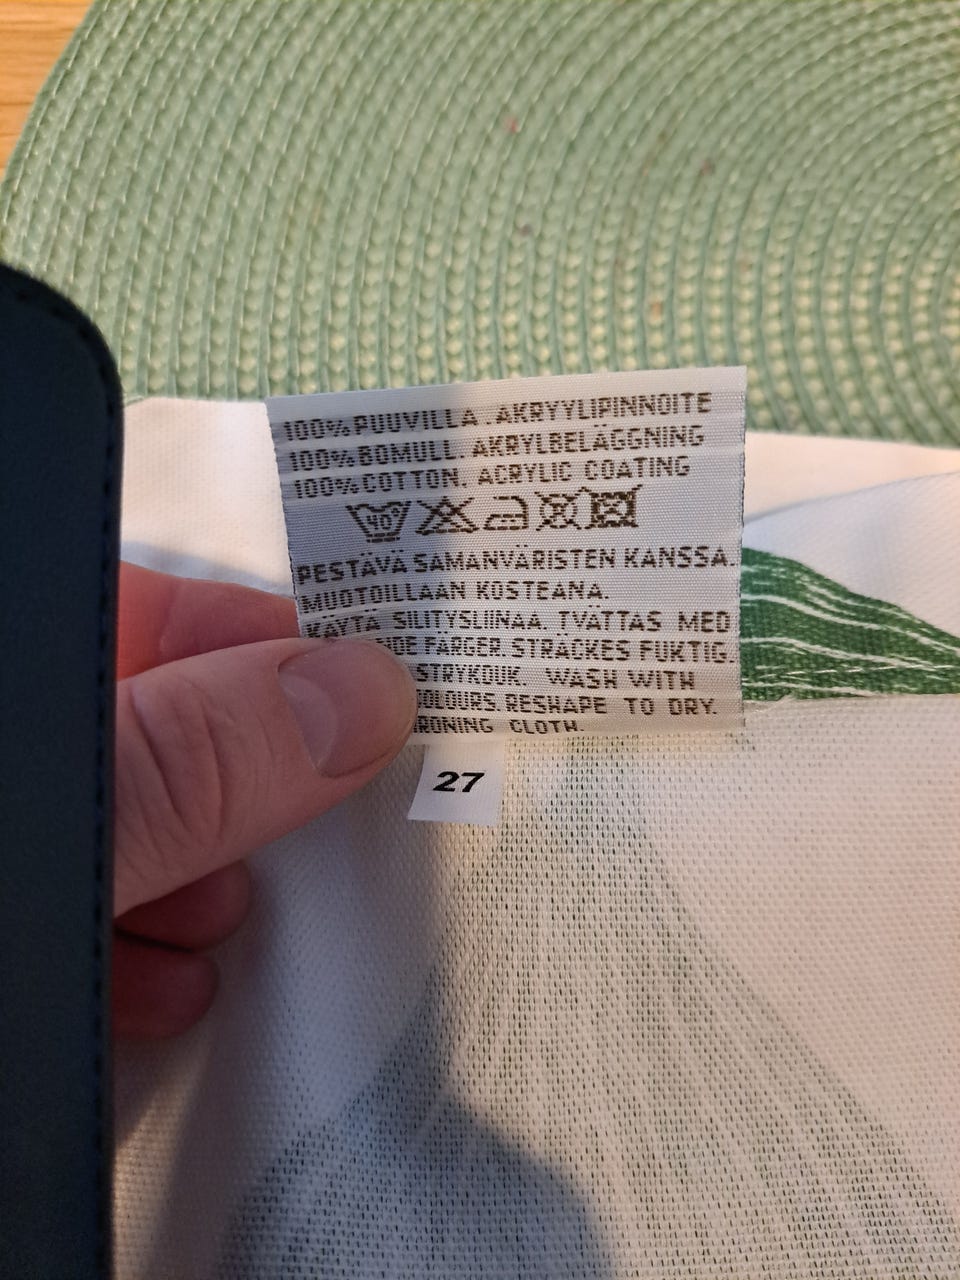 100% PUUVILLA. AKRYYLIPINNOITE
100% BOMULL. AKRYLBELÄGGNING
100% COTTON. ACRYLIC COATING
40°
PESTÄVÄ SAMANVÄRISTEN KANSSA.
MUOTOILLAAN KOSTEANA.
KÄYTÄ SILITYSLIINAA. TVÄTTAS MED
FÄRGER. STRÄCKES FUKTIG.
STRYKDUK. WASH WITH
COLOURS. RESHAPE TO DRY.
IRONING CLOTH.
27